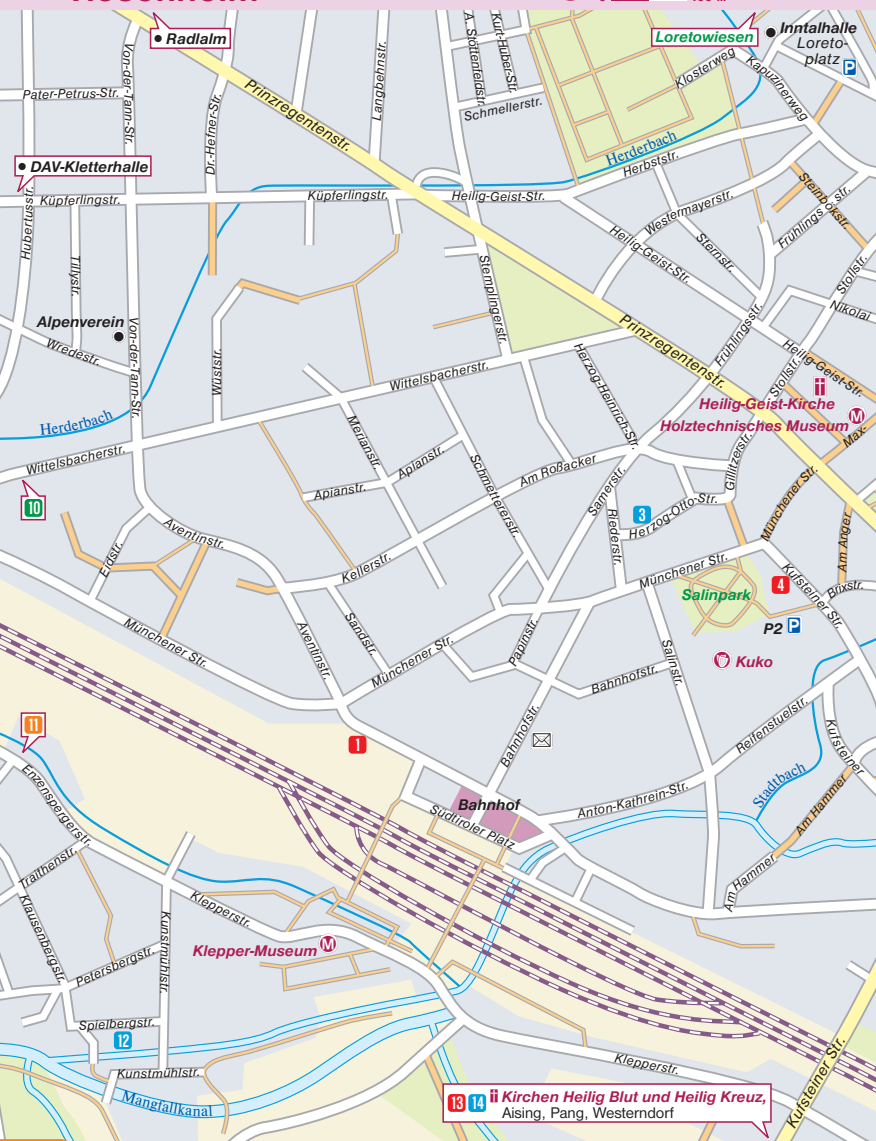 Radlalm
Loretowiesen
Inntalhalle
Loreto-
platz
P
Klosterweg
Kapuzinerweg
Von-der-Tann-Str.
Pater-Petrus-Str.
Dr.-Hefner-Str.
Prinzregentenstr.
Langbehnstr.
A. Stöttenfeldstr.
Kurt-Huber-Str.
Schmellerstr.
Herderbach
Herbststr.
DAV-Kletterhalle
Küpferlingstr.
Küpferlingstr.
Heilig-Geist-Str.
Hubertusstr.
Tillystr.
Westermayerstr.
Sternstr.
Heilig-Geist-Str.
Steinbökstr.
Frühlingsstr.
Stollstr.
Nikolai
Stemplingerstr.
Alpenverein
Wredestr.
Von-der-Tann-Str.
Wuststr.
Wittelsbacherstr.
Prinzregentenstr.
Frühlingsstr.
Herzog-Heinrich-Str.
Heilig-Geist-Str.
Stollstr.
Heilig-Geist-Kirche
Holztechnisches Museum
M
Max-
Herderbach
Wittelsbacherstr.
10
Merianstr.
Apianstr.
Apianstr.
Schmettererstr.
Am Roßacker
Samerstr.
Gillitzerstr.
Münchener Str.
Am Anger
3
Herzog-Otto-Str.
Riederstr.
Aventinstr.
Eidstr.
Kellerstr.
Münchener Str.
Salinpark
4
Kufsteiner Str.
Brixstr.
P2
P
Kuko
Münchener Str.
Aventinstr.
Sandstr.
Münchener Str.
Papinstr.
Bahnhofstr.
Salinstr.
Bahnhofstr.
Reifenstuelstr.
Kufsteiner
11
1
Enzenspergerstr.
Bahnhof
Südtiroler Platz
Anton-Kathrein-Str.
Stadtbach
Am Hammer
Am Hammer
Traithenstr.
Klausenbergstr.
Kunstmühlstr.
Klepperstr.
Klepper-Museum
M
Petersbergstr.
Spielbergstr.
12
Kunstmühlstr.
Mangfallkanal
Klepperstr.
Kufsteiner Str.
13 14 Kirchen Heilig Blut und Heilig Kreuz,
Aising, Pang, Westerndorf